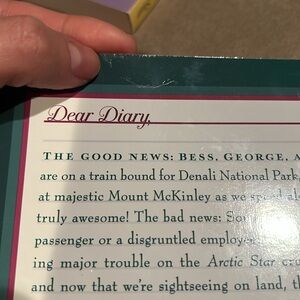 Dear Diary,
THE GOOD NEWS: BESS, GEORGE, A
are on a train bound for Denali National Park,
at majestic Mount McKinley as we speed
truly awesome! The bad news:
passenger or a disgruntled employe
ing major trouble on the Arctic Star
and now that we're sightseeing on land, t